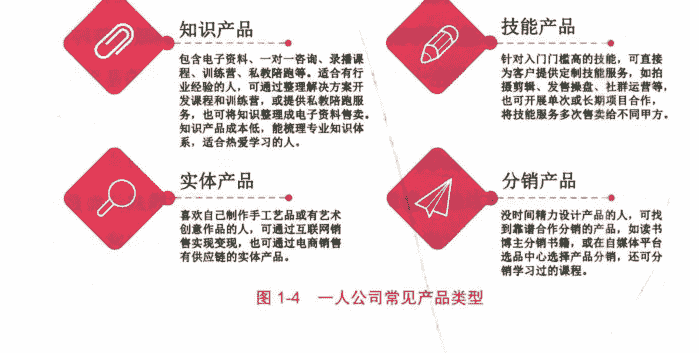 知识产品
包含电子资料、一对一咨询、录播课
程、训练营、私教陪跑等。适合有行
业经验的人，可通过整理解决方案开
发课程和训练营，或提供私教陪跑服
务，也可将知识整理成电子资料售卖。
知识产品成本低，能梳理专业知识体
系，适合热爱学习的人。
技能产品
针对入门门槛高的技能，可直接
为客户提供定制技能服务，如拍
摄剪辑、发售操盘、社群运营等，
也可开展单次或长期项目合作，
将技能服务多次售卖给不同甲方。
实体产品
喜欢自己制作手工艺品或有艺术
创意作品的人，可通过互联网销
售实现变现，也可通过电商销售
有供应链的实体产品。
分销产品
没时间精力设计产品的人，可找
到靠谱合作分销的产品，如读书
博主分销书籍，或在自媒体平台
选品中心选择产品分销，还可分
销学习过的课程。
图 1-4 一人公司常见产品类型